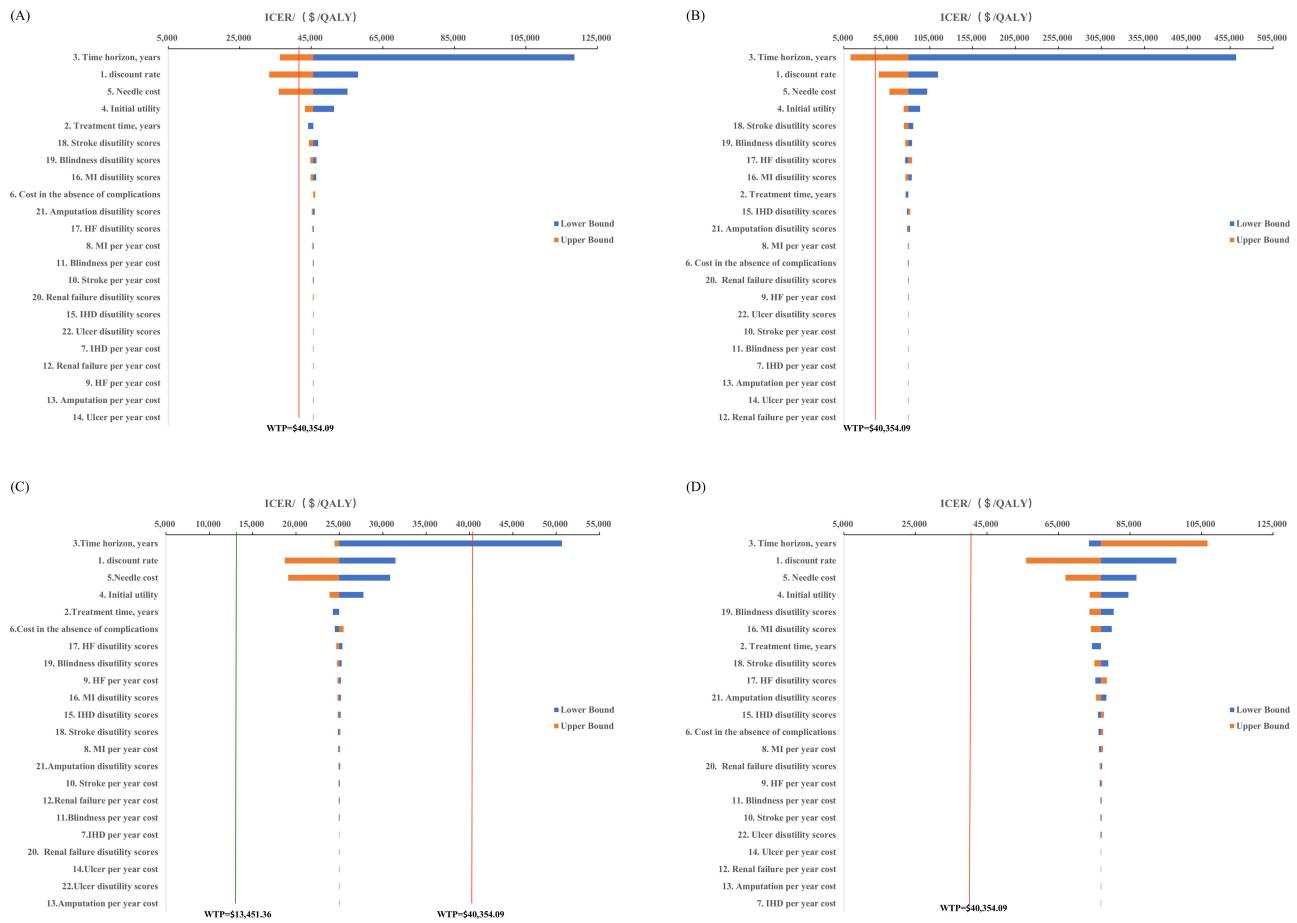 (A)
ICER/（$/QALY）
5,000 25,000 45,000 65,000 85,000 105,000 125,000
3. Time horizon, years
1. discount rate
5. Needle cost
4. Initial utility
2. Treatment time, years
18. Stroke disutility scores
19. Blindness disutility scores
16. MI disutility scores
6. Cost in the absence of complications
21. Amputation disutility scores
17. HF disutility scores
8. MI per year cost
11. Blindness per year cost
10. Stroke per year cost
20. Renal failure disutility scores
15. IHD disutility scores
22. Ulcer disutility scores
7. IHD per year cost
12. Renal failure per year cost
9. HF per year cost
13. Amputation per year cost
14. Ulcer per year cost
Lower Bound
Upper Bound
WTP=$40,354.09
(B)
ICER/（$/QALY）
5,000 55,000 105,000 155,000 205,000 255,000 305,000 355,000 405,000 455,000 505,000
3. Time horizon, years
1. discount rate
5. Needle cost
4. Initial utility
18. Stroke disutility scores
19. Blindness disutility scores
17. HF disutility scores
16. MI disutility scores
2. Treatment time, years
15. IHD disutility scores
21. Amputation disutility scores
8. MI per year cost
6. Cost in the absence of complications
20. Renal failure disutility scores
9. HF per year cost
22. Ulcer disutility scores
10. Stroke per year cost
11. Blindness per year cost
7. IHD per year cost
13. Amputation per year cost
14. Ulcer per year cost
12. Renal failure per year cost
Lower Bound
Upper Bound
WTP=$40,354.09
(C)
ICER/（$/QALY）
5,000 10,000 15,000 20,000 25,000 30,000 35,000 40,000 45,000 50,000 55,000
3.Time horizon, years
1. discount rate
5.Needle cost
4. Initial utility
2.Treatment time, years
6.Cost in the absence of complications
17. HF disutility scores
19. Blindness disutility scores
9. HF per year cost
16. MI disutility scores
15. IHD disutility scores
18. Stroke disutility scores
8. MI per year cost
21.Amputation disutility scores
10. Stroke per year cost
12.Renal failure per year cost
11.Blindness per year cost
7.IHD per year cost
20. Renal failure disutility scores
14.Ulcer per year cost
22.Ulcer disutility scores
13.Amputation per year cost
Lower Bound
Upper Bound
WTP=$13,451.36
WTP=$40,354.09
(D)
ICER/（$/QALY）
5,000 25,000 45,000 65,000 85,000 105,000 125,000
3. Time horizon, years
1. discount rate
5. Needle cost
4. Initial utility
19. Blindness disutility scores
16. MI disutility scores
2. Treatment time, years
18. Stroke disutility scores
17. HF disutility scores
21. Amputation disutility scores
15. IHD disutility scores
6. Cost in the absence of complications
8. MI per year cost
20. Renal failure disutility scores
9. HF per year cost
11. Blindness per year cost
10. Stroke per year cost
22. Ulcer disutility scores
14. Ulcer per year cost
12. Renal failure per year cost
13. Amputation per year cost
7. IHD per year cost
Lower Bound
Upper Bound
WTP=$40,354.09